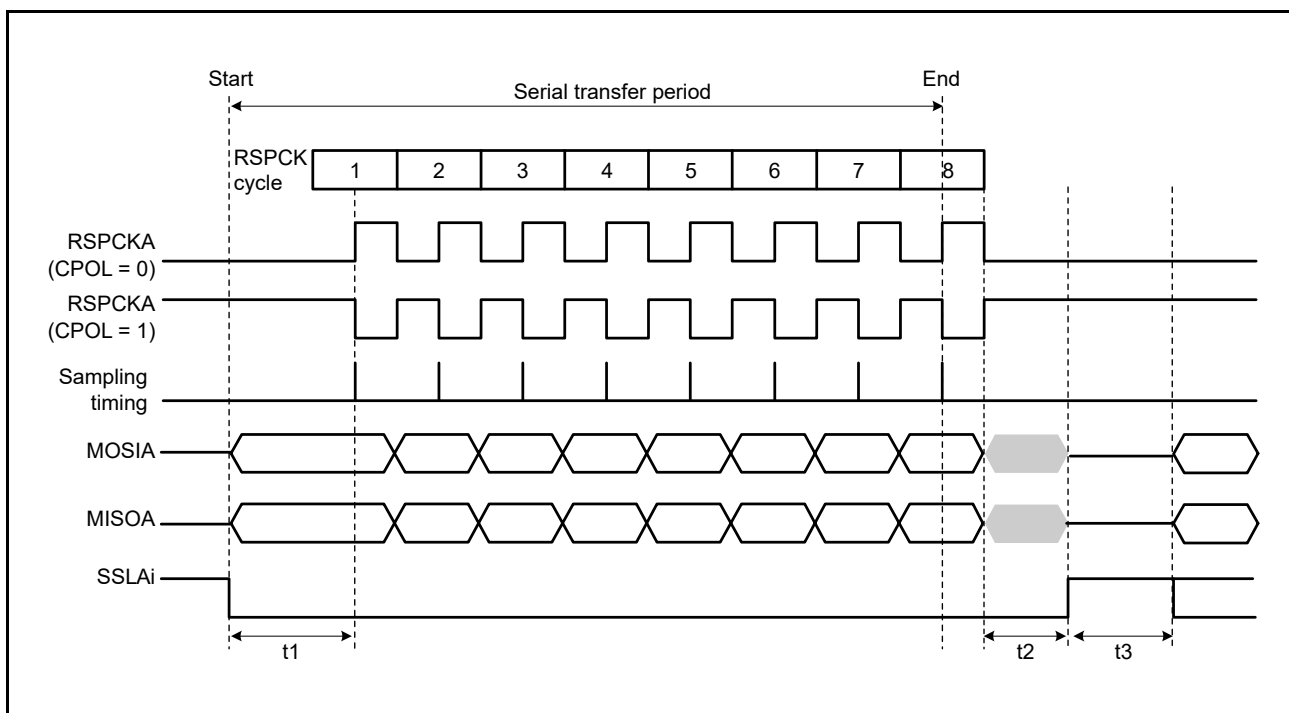 Start
End
Serial transfer period
RSPCK
cycle
1 2 3 4 5 6 7 8
RSPCKA
(CPOL = 0)
RSPCKA
(CPOL = 1)
Sampling
timing
MOSIA
MISOA
SSLAi
t1
t2
t3